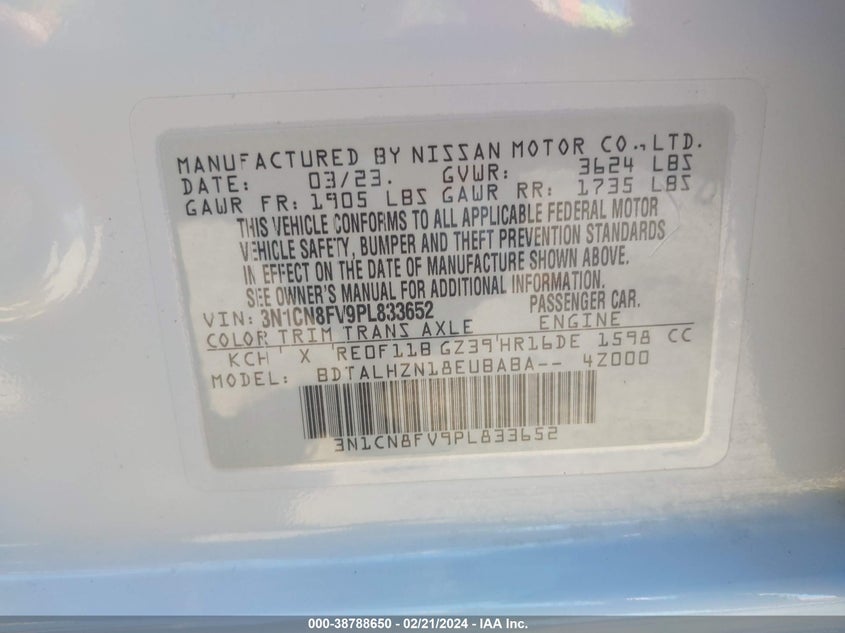 MANUFACTURED BY NISSAN MOTOR CO.,LTD.
DATE: 03/23. GVWR: 3624 LBS
GAWR FR: 1905 LBS GAWR RR: 1735 LBS
THIS VEHICLE CONFORMS TO ALL APPLICABLE FEDERAL MOTOR
VEHICLE SAFETY, BUMPER AND THEFT PREVENTION STANDARDS
IN EFFECT ON THE DATE OF MANUFACTURE SHOWN ABOVE.
SEE OWNER'S MANUAL FOR ADDITIONAL INFORMATION.
VIN: 3N1CN8FV9PL833652 PASSENGER CAR.
COLOR TRIM TRANS AXLE ENGINE
KCH X RE0F11B GZ39 HR16DE 1598 CC
MODEL: BDTALHZN18EUBABA-- 4Z000
3N1CN8FV9PL833652
000-38788650 / 02/21/2024 - IAA Inc.